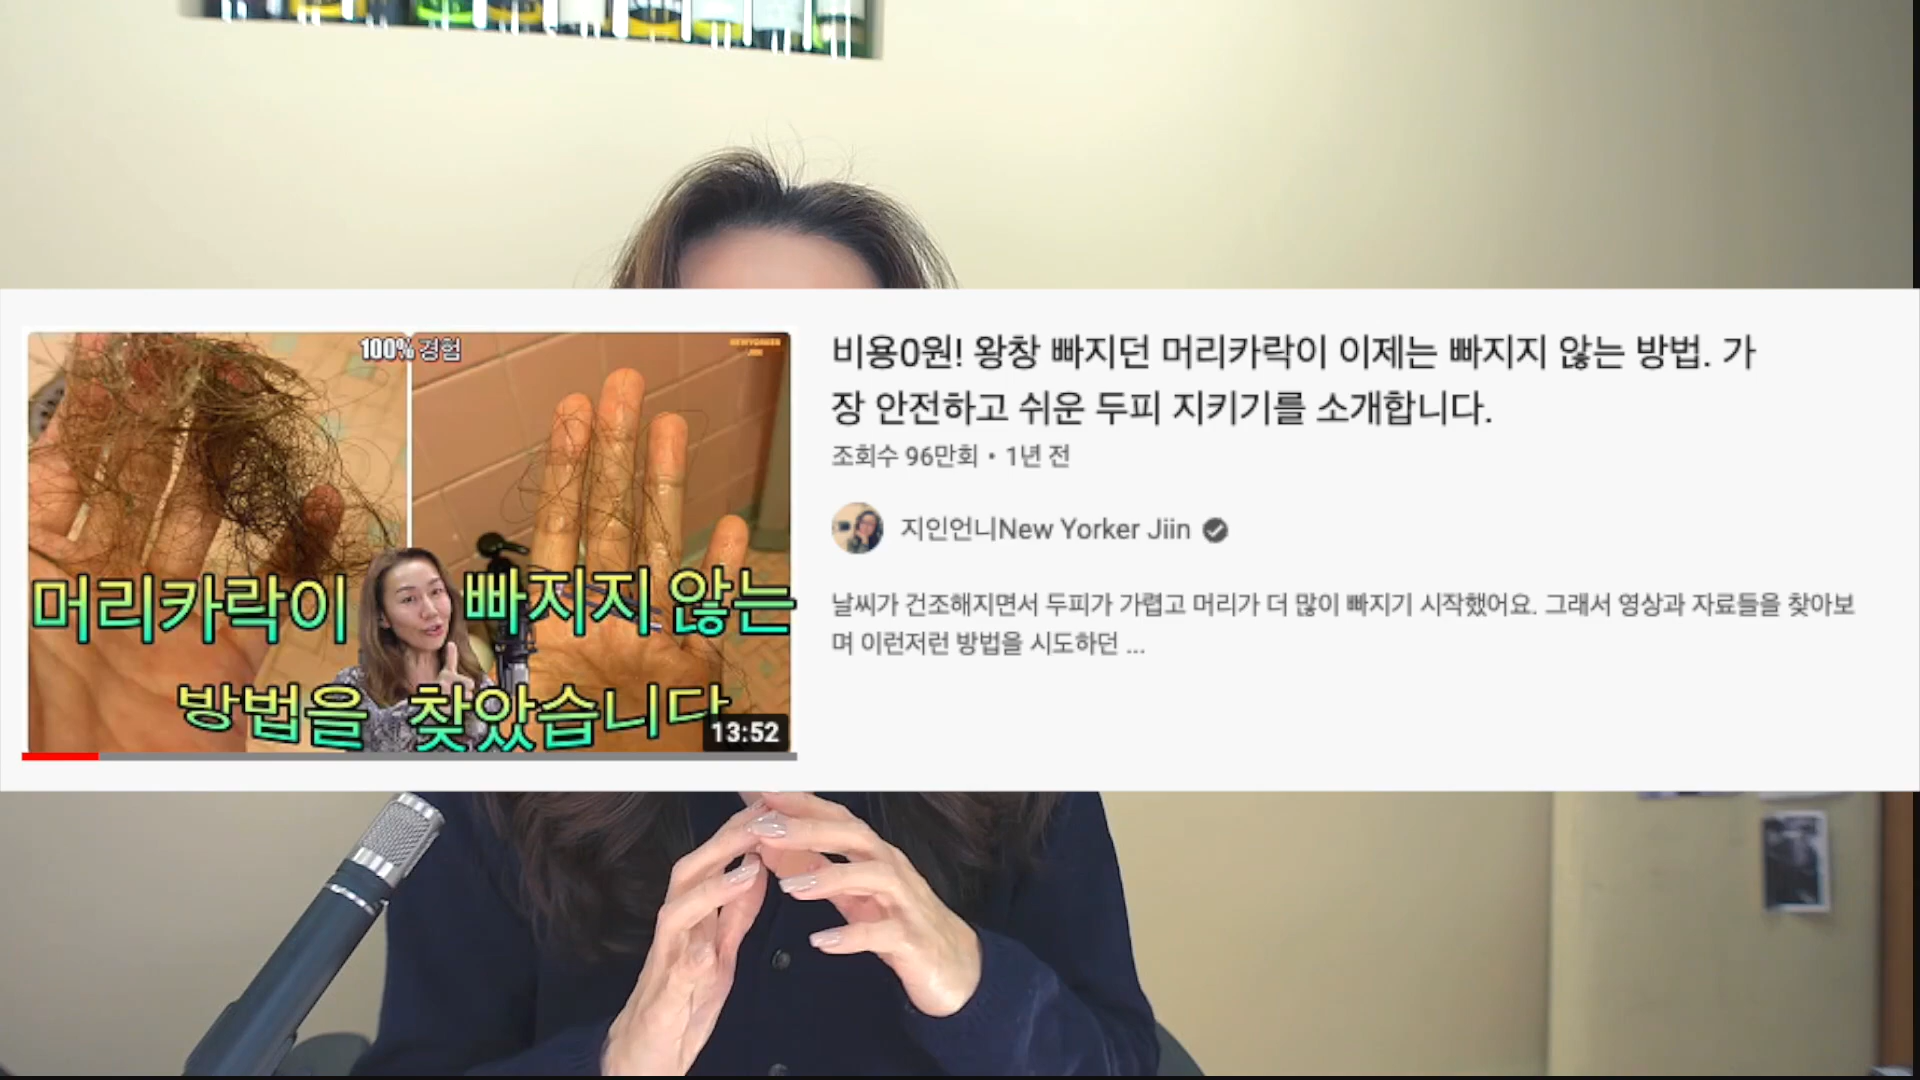 100% 경험
NEWYORKER
JIIN
머리카락이 빠지지 않는
방법을 찾았습니다
13:52
비용0원! 왕창 빠지던 머리카락이 이제는 빠지지 않는 방법. 가
장 안전하고 쉬운 두피 지키기를 소개합니다.
조회수 96만회 • 1년 전
지인언니New Yorker Jiin
날씨가 건조해지면서 두피가 가렵고 머리가 더 많이 빠지기 시작했어요. 그래서 영상과 자료들을 찾아보
며 이런저런 방법을 시도하던 ...